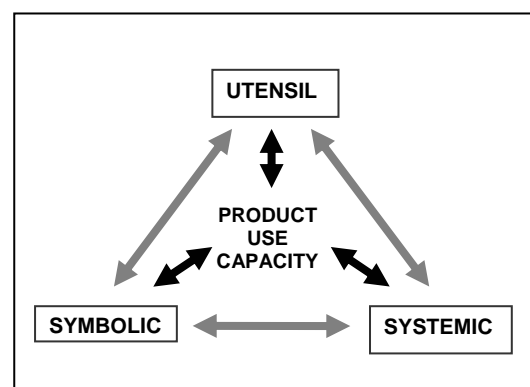 UTENSIL
PRODUCT
USE
CAPACITY
SYMBOLIC
SYSTEMIC